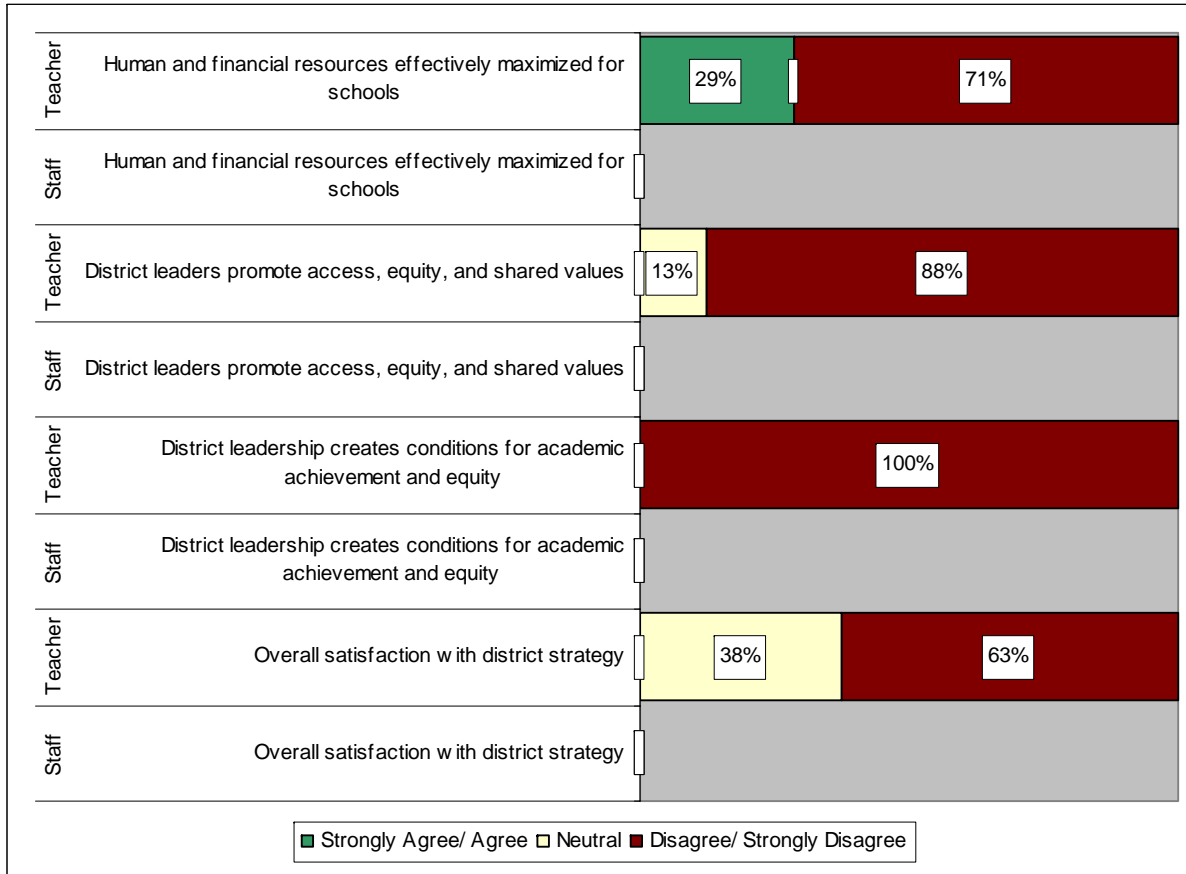 Teacher
Human and financial resources effectively maximized for
schools
29%
71%
Staff
Human and financial resources effectively maximized for
schools
Teacher
District leaders promote access, equity, and shared values
13%
88%
Staff
District leaders promote access, equity, and shared values
Teacher
District leadership creates conditions for academic
achievement and equity
100%
Staff
District leadership creates conditions for academic
achievement and equity
Teacher
Overall satisfaction with district strategy
38%
63%
Staff
Overall satisfaction with district strategy
Strongly Agree/ Agree Neutral Disagree/ Strongly Disagree